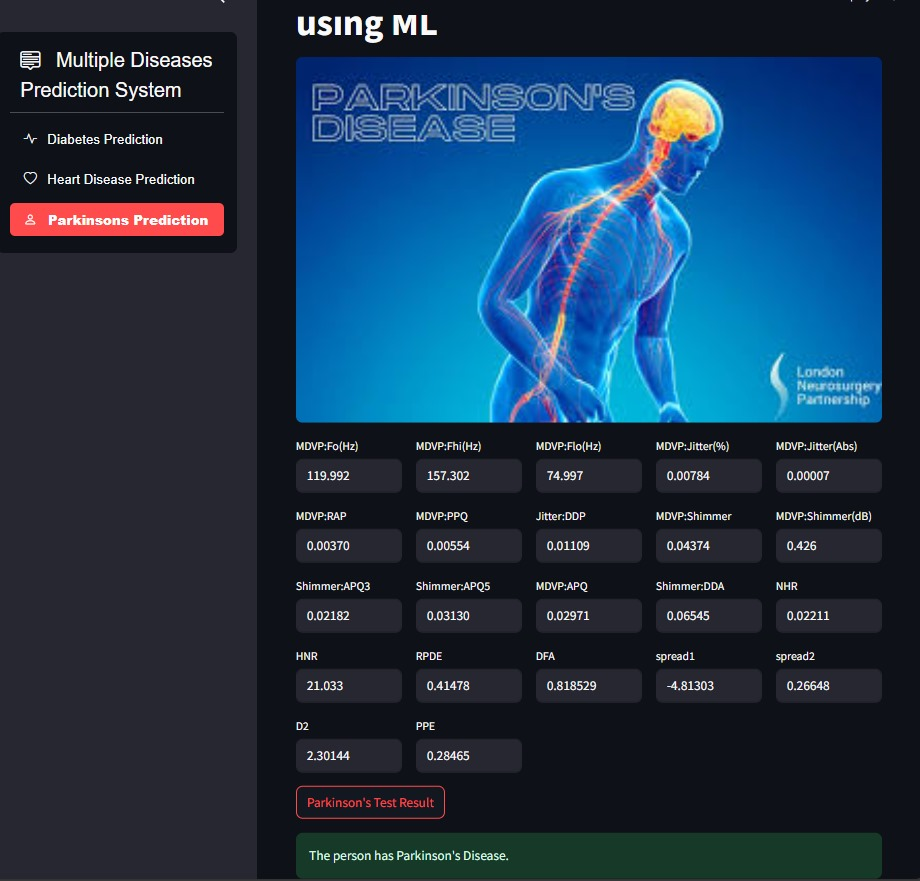 Multiple Diseases
Prediction System
Diabetes Prediction
Heart Disease Prediction
Parkinsons Prediction
using ML
PARKINSON'S
DISEASE
London
Neurosurgery
Partnership
MDVP:Fo(Hz) MDVP:Fhi(Hz) MDVP:Flo(Hz) MDVP:Jitter(%) MDVP:Jitter(Abs)
119.992 157.302 74.997 0.00784 0.00007
MDVP:RAP MDVP:PPQ Jitter:DDP MDVP:Shimmer MDVP:Shimmer(dB)
0.00370 0.00554 0.01109 0.04374 0.426
Shimmer:APQ3 Shimmer:APQ5 MDVP:APQ Shimmer:DDA NHR
0.02182 0.03130 0.02971 0.06545 0.02211
HNR RPDE DFA spread1 spread2
21.033 0.41478 0.818529 -4.81303 0.26648
D2 PPE
2.30144 0.28465
Parkinson's Test Result
The person has Parkinson's Disease.